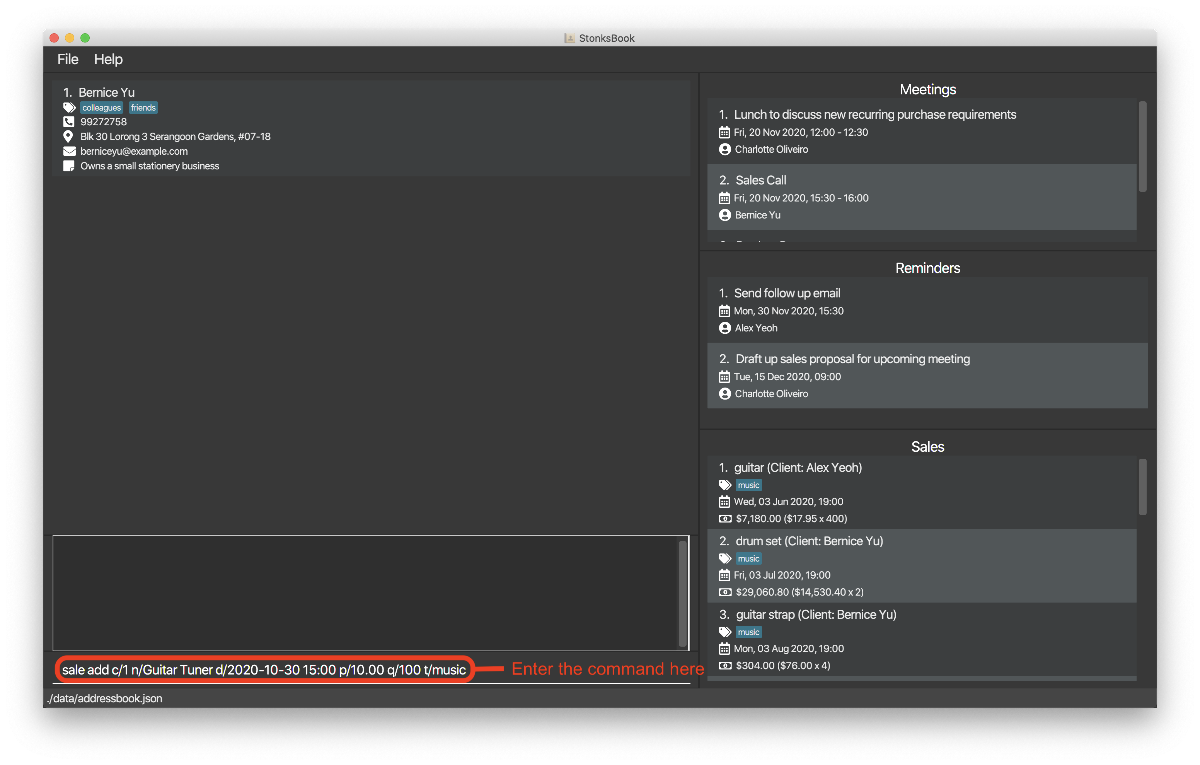 StonksBook
File Help
1. Bernice Yu
colleagues friends
99272758
Blk 30 Lorong 3 Serangoon Gardens, #07-18
berniceyu@example.com
Owns a small stationery business
sale add c/1 n/Guitar Tuner d/2020-10-30 15:00 p/10.00 q/100 t/music
Enter the command here
Meetings
1. Lunch to discuss new recurring purchase requirements
Fri, 20 Nov 2020, 12:00 - 12:30
Charlotte Oliveiro
2. Sales Call
Fri, 20 Nov 2020, 15:30 - 16:00
Bernice Yu
Reminders
1. Send follow up email
Mon, 30 Nov 2020, 15:30
Alex Yeoh
2. Draft up sales proposal for upcoming meeting
Tue, 15 Dec 2020, 09:00
Charlotte Oliveiro
Sales
1. guitar (Client: Alex Yeoh)
music
Wed, 03 Jun 2020, 19:00
$7,180.00 ($17.95 x 400)
2. drum set (Client: Bernice Yu)
music
Fri, 03 Jul 2020, 19:00
$29,060.80 ($14,530.40 x 2)
3. guitar strap (Client: Bernice Yu)
music
Mon, 03 Aug 2020, 19:00
$304.00 ($76.00 x 4)
./data/addressbook.json